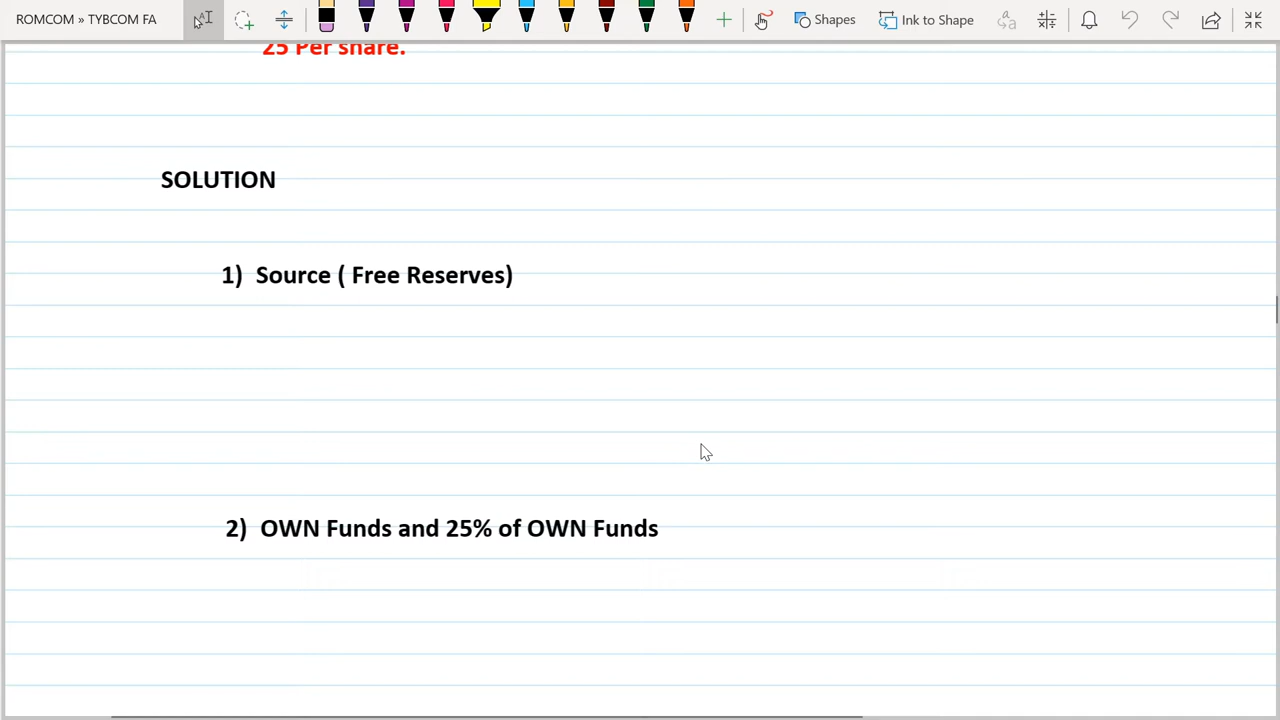 ROMCOM » TYBCOM FA
Shapes
Ink to Shape
25 Per share.
SOLUTION
1) Source ( Free Reserves)
2) OWN Funds and 25% of OWN Funds